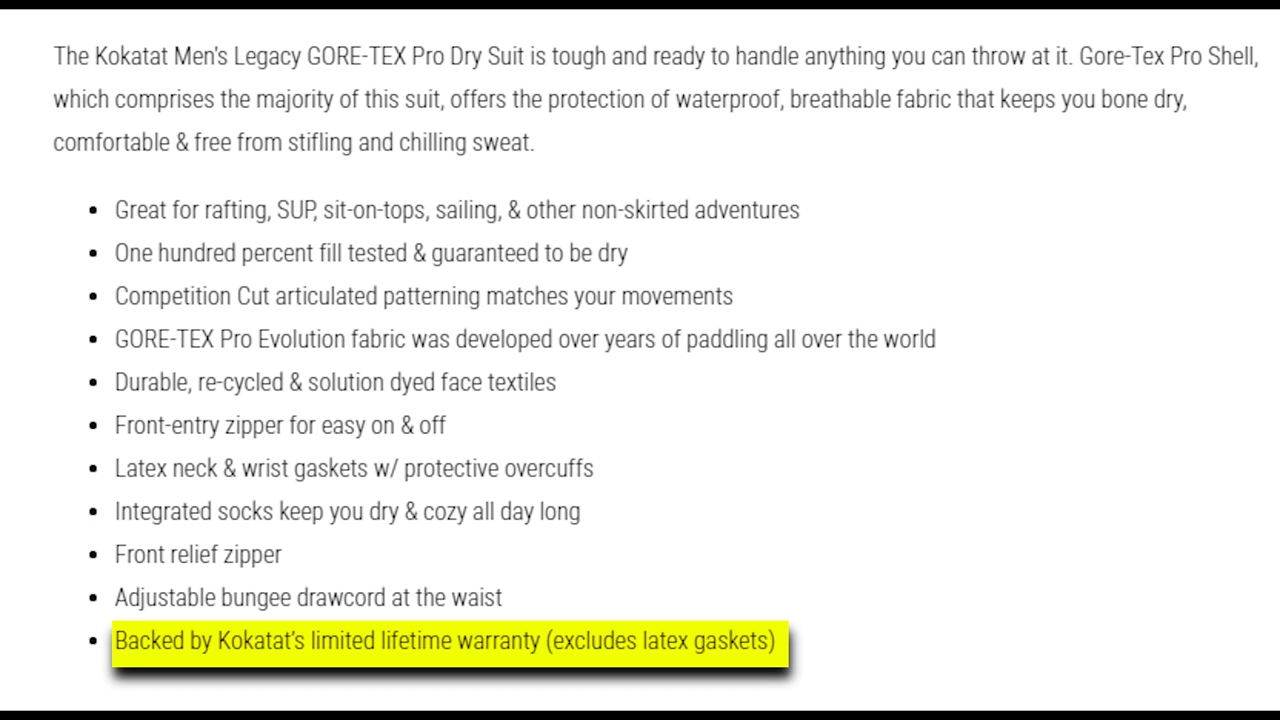 The Kokatat Men's Legacy GORE-TEX Pro Dry Suit is tough and ready to handle anything you can throw at it. Gore-Tex Pro Shell,
which comprises the majority of this suit, offers the protection of waterproof, breathable fabric that keeps you bone dry,
comfortable & free from stifling and chilling sweat.
• Great for rafting, SUP, sit-on-tops, sailing, & other non-skirted adventures
• One hundred percent fill tested & guaranteed to be dry
• Competition Cut articulated patterning matches your movements
• GORE-TEX Pro Evolution fabric was developed over years of paddling all over the world
• Durable, re-cycled & solution dyed face textiles
• Front-entry zipper for easy on & off
• Latex neck & wrist gaskets w/ protective overcuffs
• Integrated socks keep you dry & cozy all day long
• Front relief zipper
• Adjustable bungee drawcord at the waist
• Backed by Kokatat's limited lifetime warranty (excludes latex gaskets)